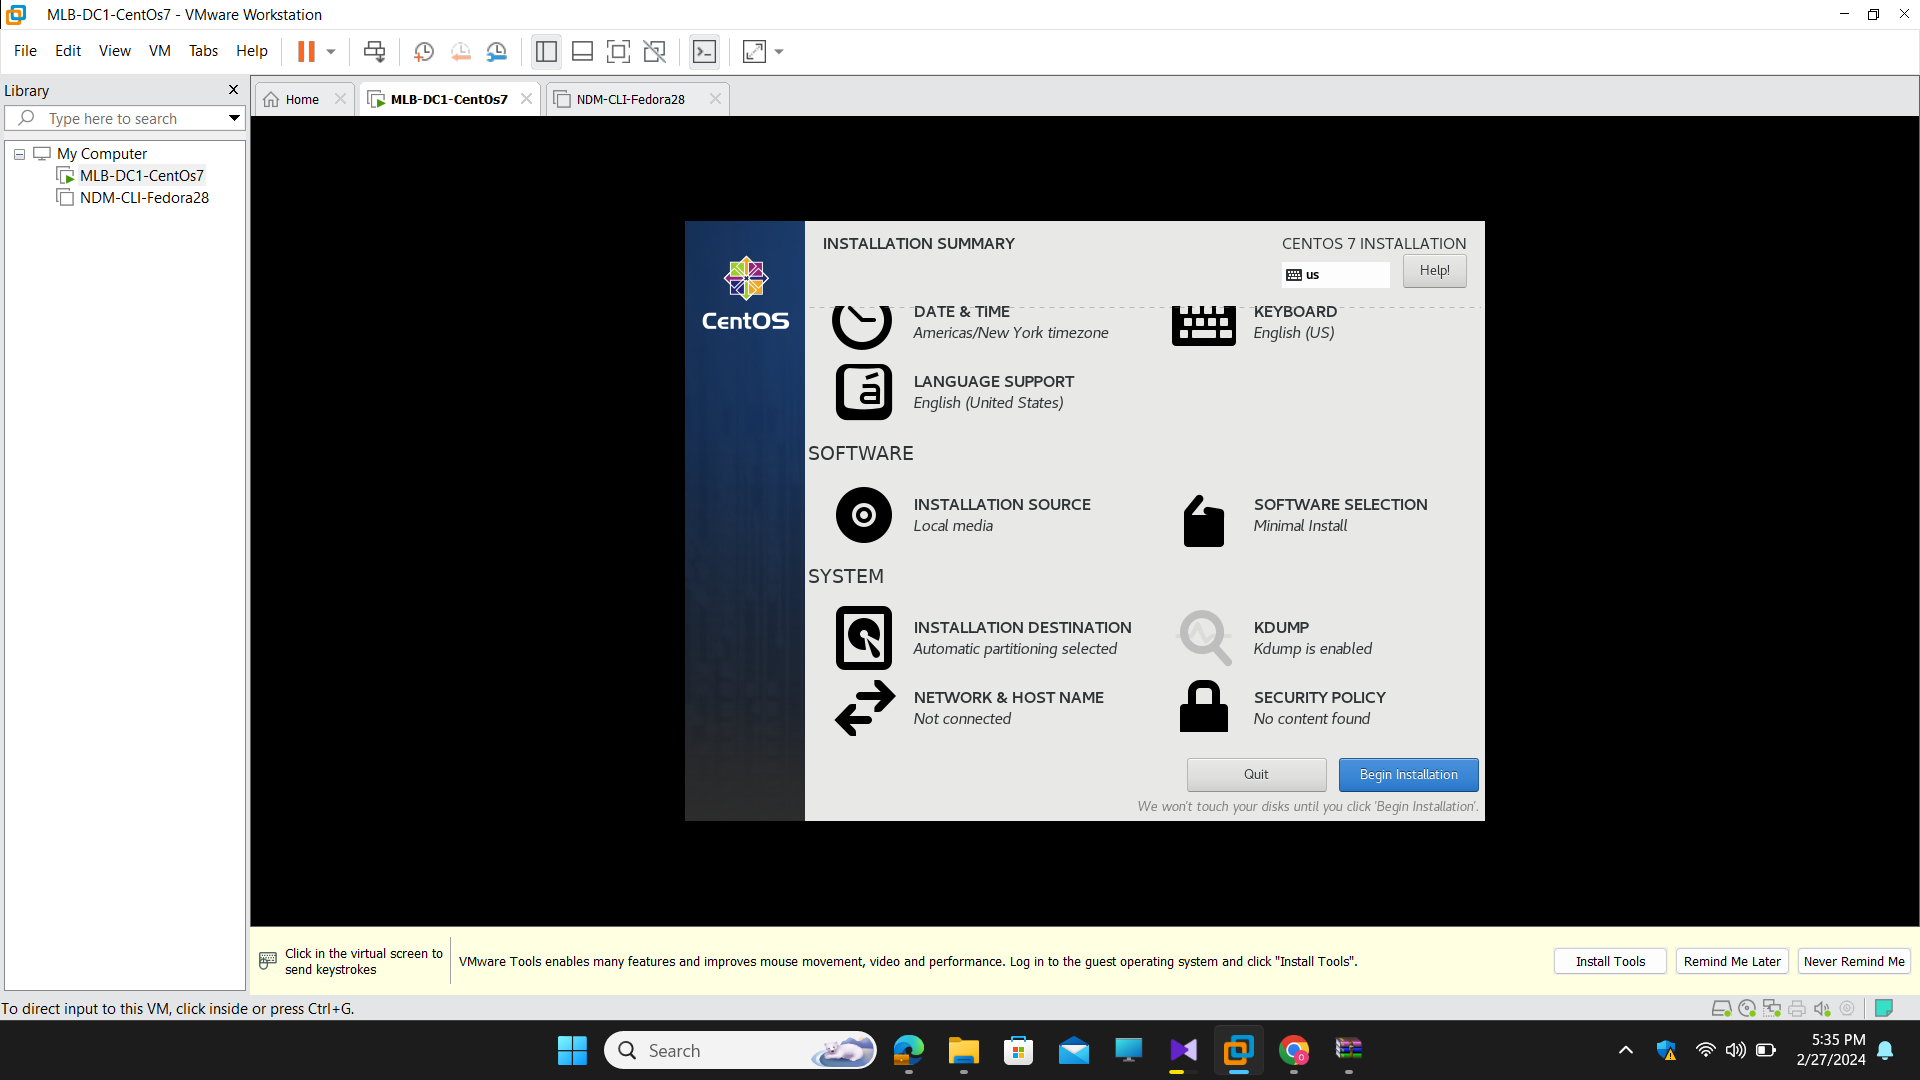 MLB-DC1-CentOs7 - VMware Workstation
File Edit View VM Tabs Help
Library
Type here to search
My Computer
MLB-DC1-CentOs7
NDM-CLI-Fedora28
Home
MLB-DC1-CentOs7
NDM-CLI-Fedora28
CentOS
INSTALLATION SUMMARY
CENTOS 7 INSTALLATION
us
Help!
DATE & TIME
Americas/New York timezone
KEYBOARD
English (US)
LANGUAGE SUPPORT
English (United States)
SOFTWARE
INSTALLATION SOURCE
Local media
SOFTWARE SELECTION
Minimal Install
SYSTEM
INSTALLATION DESTINATION
Automatic partitioning selected
KDUMP
Kdump is enabled
NETWORK & HOST NAME
Not connected
SECURITY POLICY
No content found
Quit
Begin Installation
We won't touch your disks until you click 'Begin Installation'.
Click in the virtual screen to
send keystrokes
VMware Tools enables many features and improves mouse movement, video and performance. Log in to the guest operating system and click "Install Tools".
Install Tools
Remind Me Later
Never Remind Me
To direct input to this VM, click inside or press Ctrl+G.
Search
5:35 PM
2/27/2024